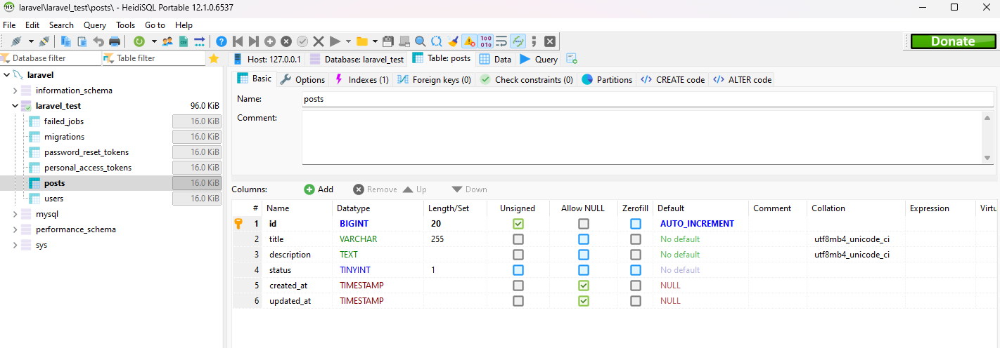 laravel\laravel_test\posts\ - HeidiSQL Portable 12.1.0.6537
File Edit Search Query Tools Go to Help
Donate
Database filter Table filter
Host: 127.0.0.1 Database: laravel_test Table: posts Data Query
laravel
information_schema
laravel_test 96.0 KiB
failed_jobs 16.0 KiB
migrations 16.0 KiB
password_reset_tokens 16.0 KiB
personal_access_tokens 16.0 KiB
posts 16.0 KiB
users 16.0 KiB
mysql
performance_schema
sys
Basic Options Indexes (1) Foreign keys (0) Check constraints (0) Partitions CREATE code ALTER code
Name: posts
Comment:
Columns: Add Remove Up Down
# Name Datatype Length/Set Unsigned Allow NULL Zerofill Default Comment Collation Expression Virtu
1 id BIGINT 20 AUTO_INCREMENT
2 title VARCHAR 255 No default utf8mb4_unicode_ci
3 description TEXT No default utf8mb4_unicode_ci
4 status TINYINT 1 No default
5 created_at TIMESTAMP NULL
6 updated_at TIMESTAMP NULL